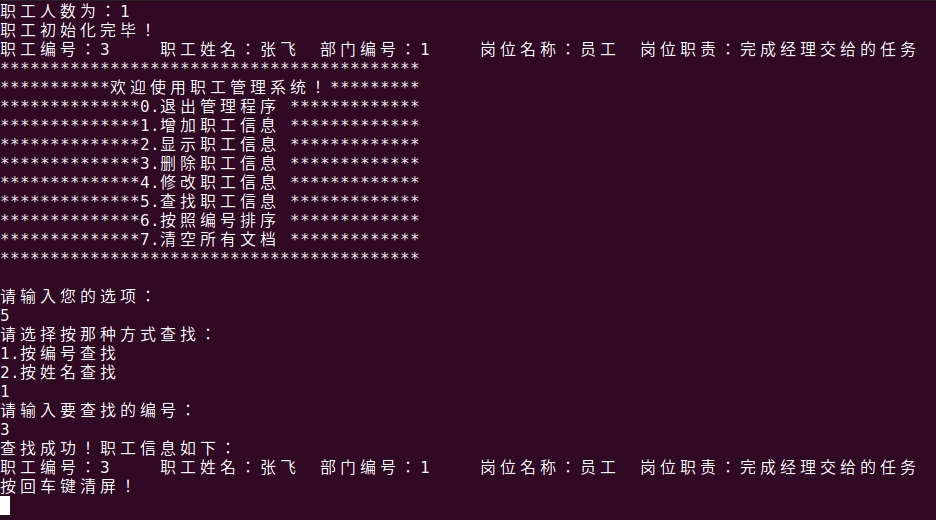 职工人数为：1
职工初始化完毕！
职工编号：3    职工姓名：张飞  部门编号：1    岗位名称：员工  岗位职责：完成经理交给的任务
******************************************
***********欢迎使用职工管理系统！*********
**************0.退出管理程序 *************
**************1.增加职工信息 *************
**************2.显示职工信息 *************
**************3.删除职工信息 *************
**************4.修改职工信息 *************
**************5.查找职工信息 *************
**************6.按照编号排序 *************
**************7.清空所有文档 *************
******************************************
请输入您的选项：
5
请选择按那种方式查找：
1.按编号查找
2.按姓名查找
1
请输入要查找的编号：
3
查找成功！职工信息如下：
职工编号：3    职工姓名：张飞  部门编号：1    岗位名称：员工  岗位职责：完成经理交给的任务
按回车键清屏！